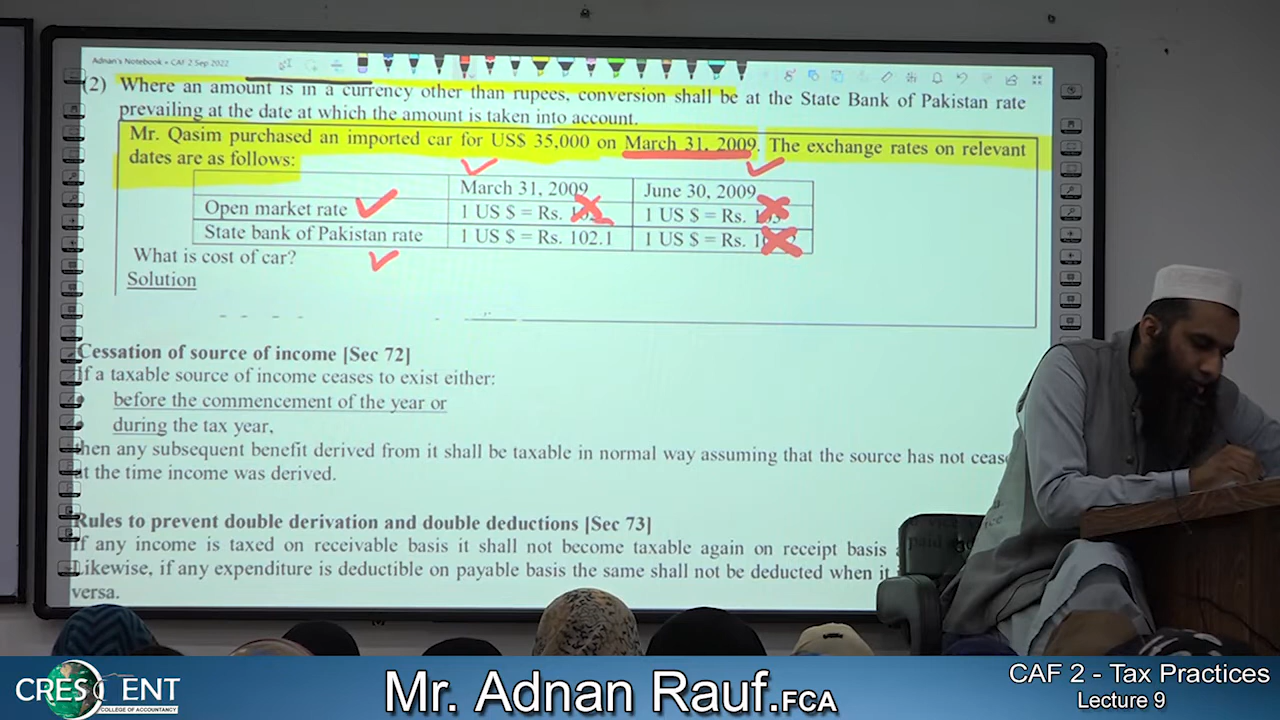 Adnan's Notebook • CAF 2 Sep 2022
(2) Where an amount is in a currency other than rupees, conversion shall be at the State Bank of Pakistan rate
prevailing at the date at which the amount is taken into account.
Mr. Qasim purchased an imported car for US$ 35,000 on March 31, 2009. The exchange rates on relevant
dates are as follows:
March 31, 2009 June 30, 2009
Open market rate 1 US $ = Rs. 1 US $ = Rs.
State bank of Pakistan rate 1 US $ = Rs. 102.1 1 US $ = Rs.
What is cost of car?
Solution
Cessation of source of income [Sec 72]
If a taxable source of income ceases to exist either:
before the commencement of the year or
during the tax year,
then any subsequent benefit derived from it shall be taxable in normal way assuming that the source has not
at the time income was derived.
Rules to prevent double derivation and double deductions [Sec 73]
If any income is taxed on receivable basis it shall not become taxable again on receipt basis
Likewise, if any expenditure is deductible on payable basis the same shall not be deducted when it
versa.
CRESCENT
COLLEGE OF ACCOUNTANCY
Mr. Adnan Rauf.FCA
CAF 2 - Tax Practices
Lecture 9